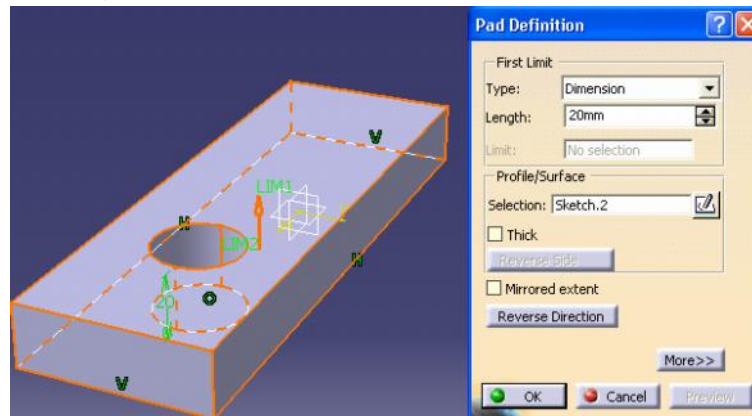 Pad Definition
?
X
First Limit
Type: Dimension
Length: 20mm
Limit: No selection
Profile/Surface
Selection: Sketch.2
Thick
Reverse Side
Mirrored extent
Reverse Direction
More>>
OK Cancel Preview
V
LIM1
H
LIM2
H
20
V